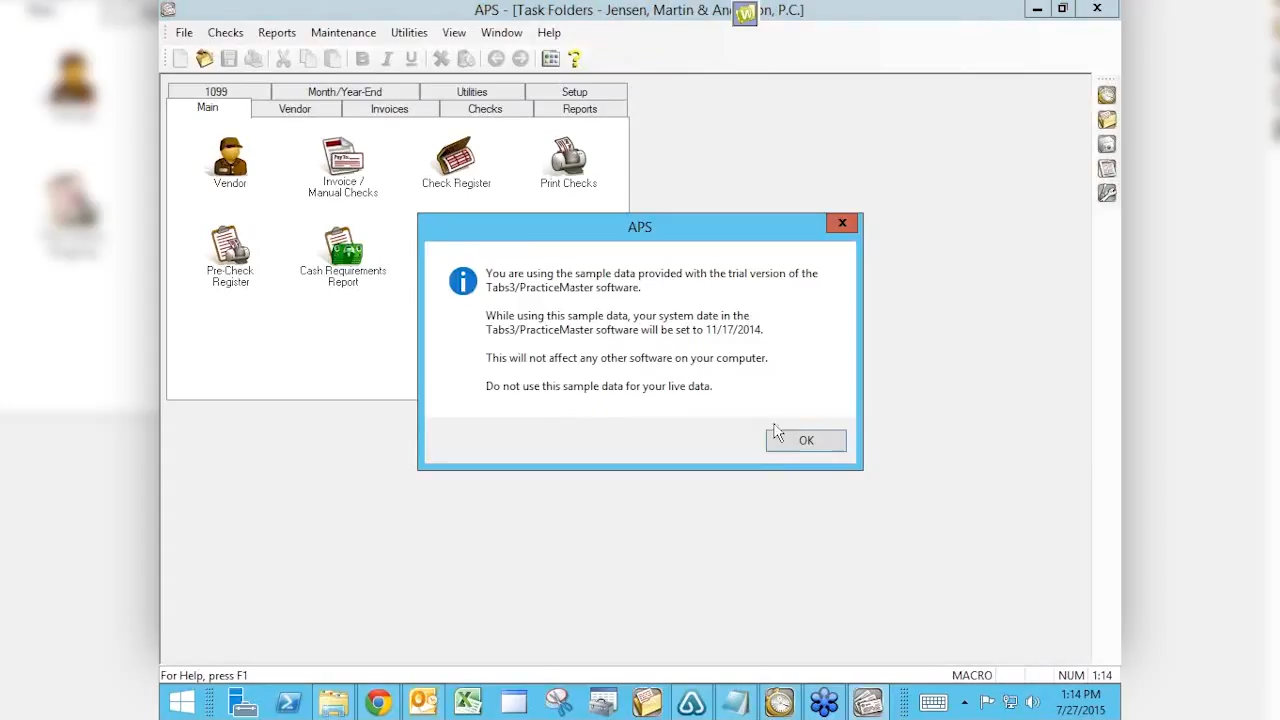 APS - [Task Folders - Jensen, Martin & An on, P.C.]
File Checks Reports Maintenance Utilities View Window Help
B I U
1099 Month/Year-End Utilities Setup
Main Vendor Invoices Checks Reports
Vendor
Invoice /
Manual Checks
Check Register
Print Checks
Pre-Check
Register
Cash Requirements
Report
APS
You are using the sample data provided with the trial version of the
Tabs3/PracticeMaster software.
While using this sample data, your system date in the
Tabs3/PracticeMaster software will be set to 11/17/2014.
This will not affect any other software on your computer.
Do not use this sample data for your live data.
OK
For Help, press F1
MACRO NUM 1:14
1:14 PM
7/27/2015